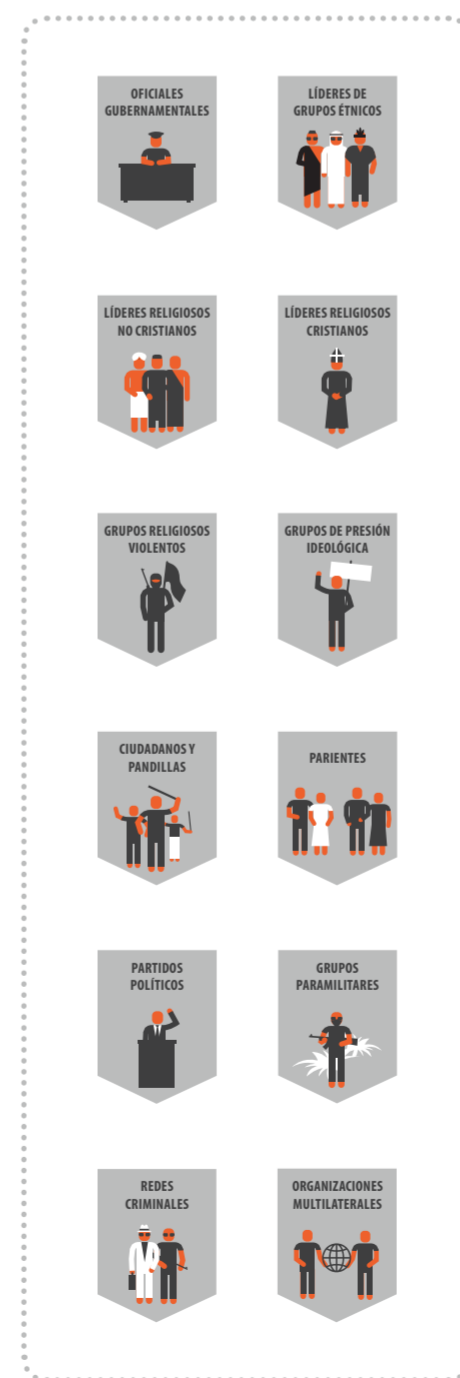 OFICIALES
GUBERNAMENTALES
LÍDERES DE
GRUPOS ÉTNICOS
LÍDERES RELIGIOSOS
NO CRISTIANOS
LÍDERES RELIGIOSOS
CRISTIANOS
GRUPOS RELIGIOSOS
VIOLENTOS
GRUPOS DE PRESIÓN
IDEOLÓGICA
CIUDADANOS Y
PANDILLAS
PARIENTES
PARTIDOS
POLÍTICOS
GRUPOS
PARAMILITARES
REDES
CRIMINALES
ORGANIZACIONES
MULTILATERALES